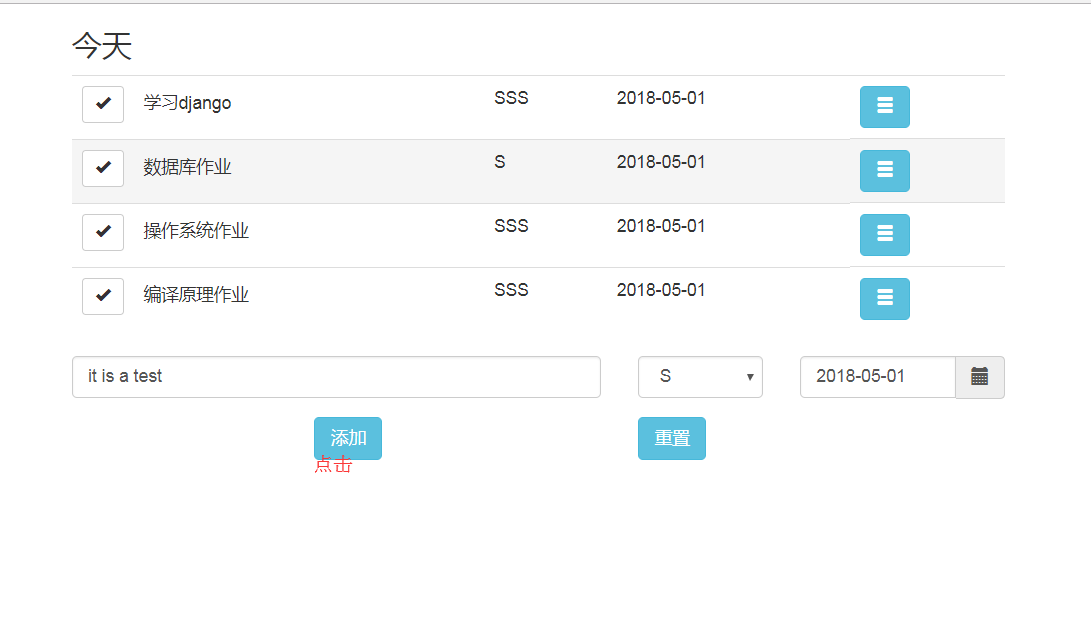 今天
学习django SSS 2018-05-01
数据库作业 S 2018-05-01
操作系统作业 SSS 2018-05-01
编译原理作业 SSS 2018-05-01
it is a test S 2018-05-01
添加 重置
点击